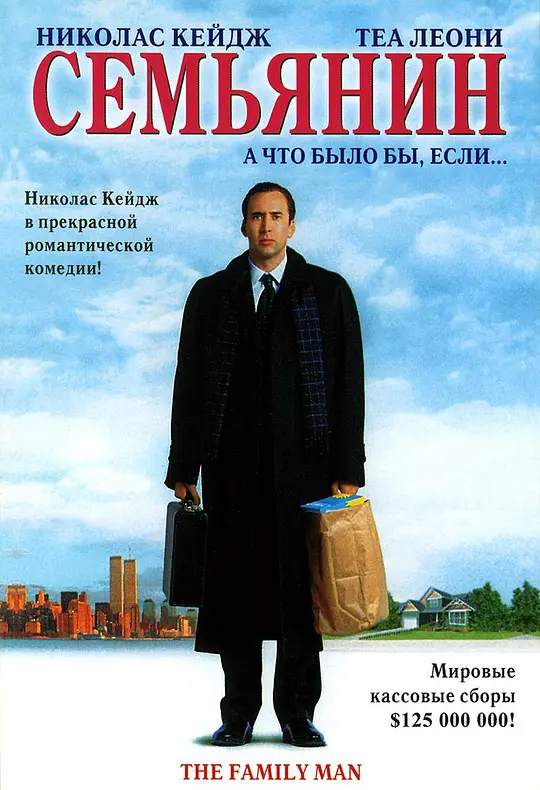 НИКОЛАС КЕЙДЖ ТЕА ЛЕОНИ
СЕМЬЯНИН
А ЧТО БЫЛО БЫ, ЕСЛИ...
Николас Кейдж
в прекрасной
романтической
комедии!
Мировые
кассовые сборы
$125 000 000!
THE FAMILY MAN